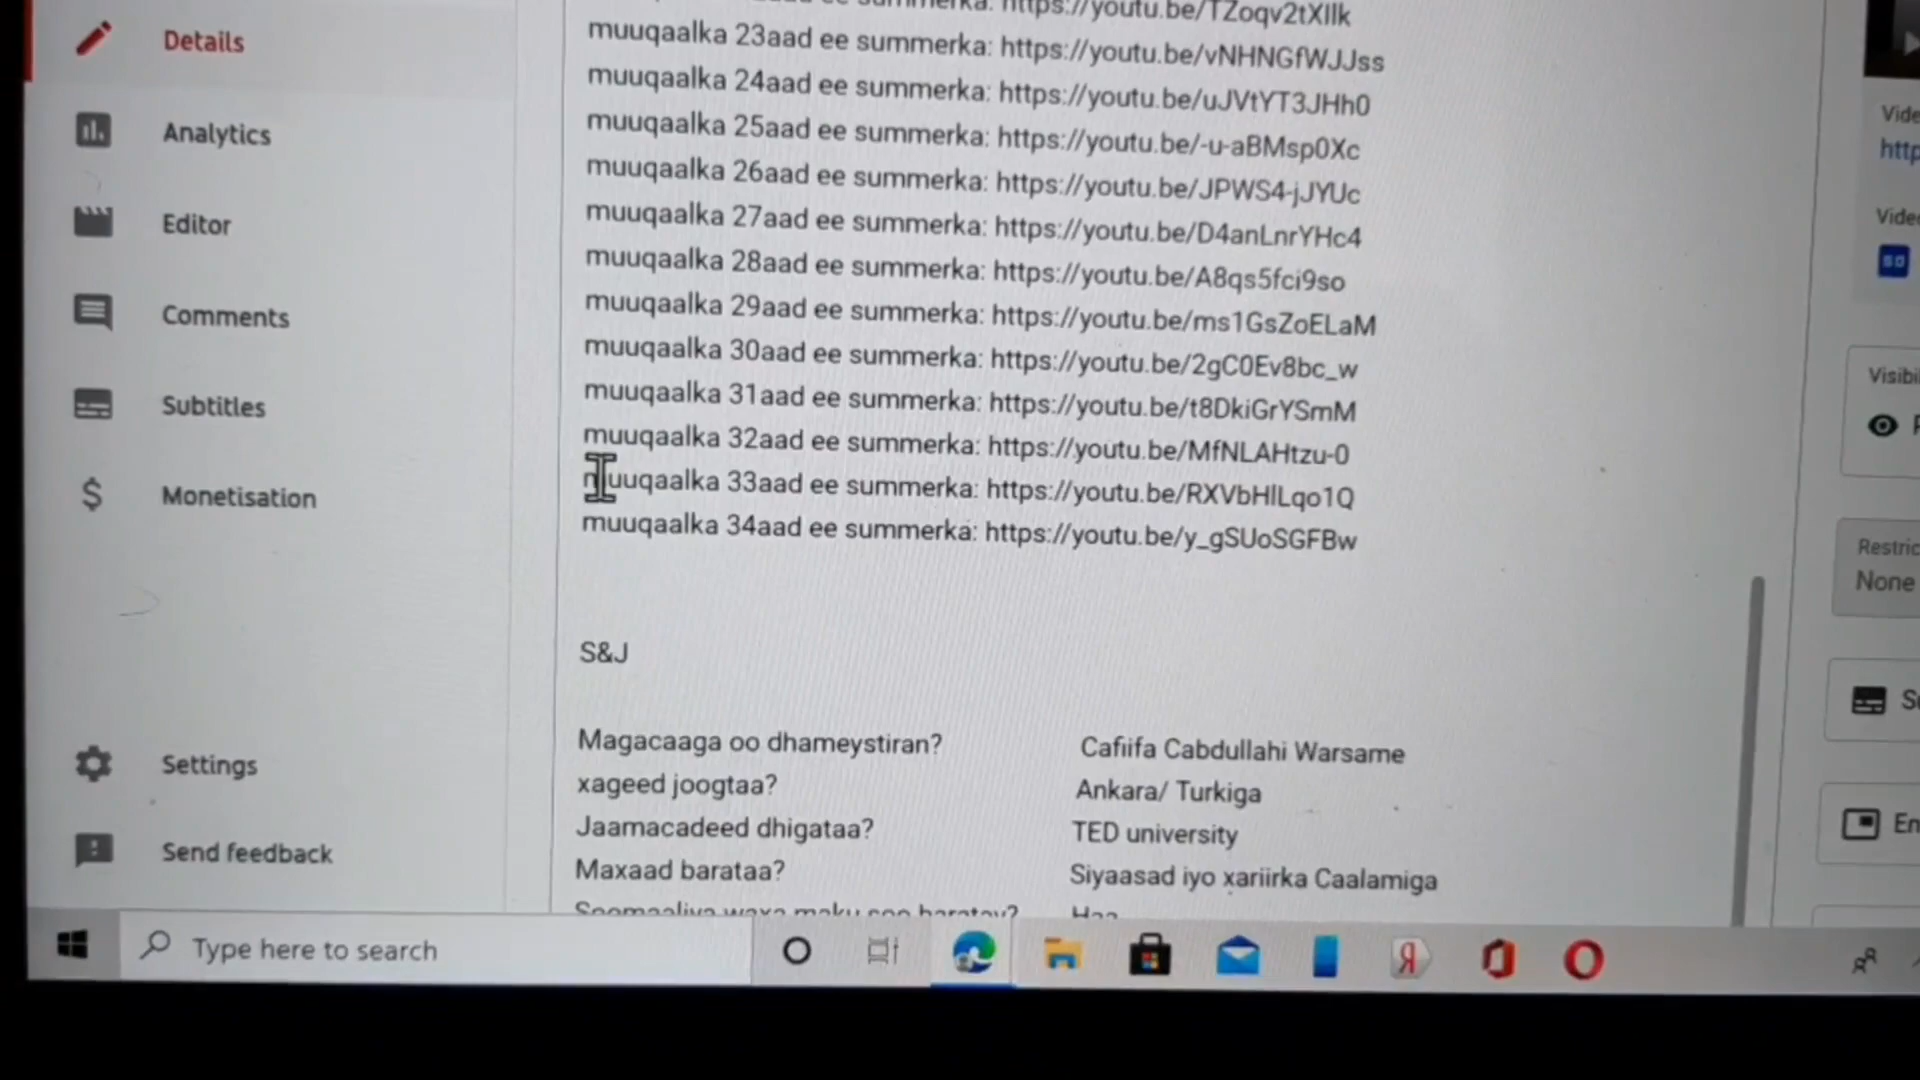 https://youtu.be/TZoqv2tXIlk
Details
muuqaalka 23aad ee summerka: https://youtu.be/vNHNGfWJJss
muuqaalka 24aad ee summerka: https://youtu.be/uJVtYT3JHh0
Analytics
muuqaalka 25aad ee summerka: https://youtu.be/-u-aBMsp0Xc
muuqaalka 26aad ee summerka: https://youtu.be/JPWS4-jJYUc
Editor
muuqaalka 27aad ee summerka: https://youtu.be/D4anLnrYHc4
muuqaalka 28aad ee summerka: https://youtu.be/A8qs5fci9so
Comments
muuqaalka 29aad ee summerka: https://youtu.be/ms1GsZoELaM
muuqaalka 30aad ee summerka: https://youtu.be/2gC0Ev8bc_w
Subtitles
muuqaalka 31aad ee summerka: https://youtu.be/t8DkiGrYSmM
muuqaalka 32aad ee summerka: https://youtu.be/MfNLAHtzu-0
Monetisation
muuqaalka 33aad ee summerka: https://youtu.be/RXVbHlLqo1Q
muuqaalka 34aad ee summerka: https://youtu.be/y_gSUoSGFBw
Restric
None
S&J
Magacaaga oo dhameystiran? Cafiifa Cabdullahi Warsame
xageed joogtaa? Ankara/ Turkiga
Settings
Jaamacadeed dhigataa? TED university
Maxaad barataa? Siyaasad iyo xariirka Caalamiga
Send feedback
Type here to search